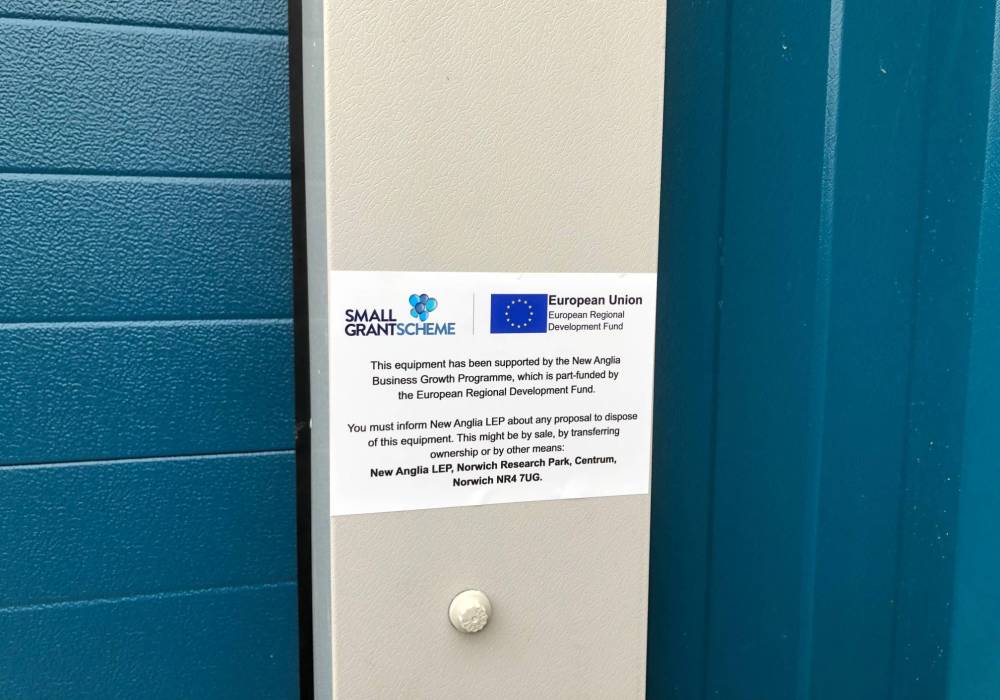 SMALL
GRANTSCHEME
European Union
European Regional
Development Fund
This equipment has been supported by the New Anglia
Business Growth Programme, which is part-funded by
the European Regional Development Fund.
You must inform New Anglia LEP about any proposal to dispose
of this equipment. This might be by sale, by transferring
ownership or by other means:
New Anglia LEP, Norwich Research Park, Centrum,
Norwich NR4 7UG.